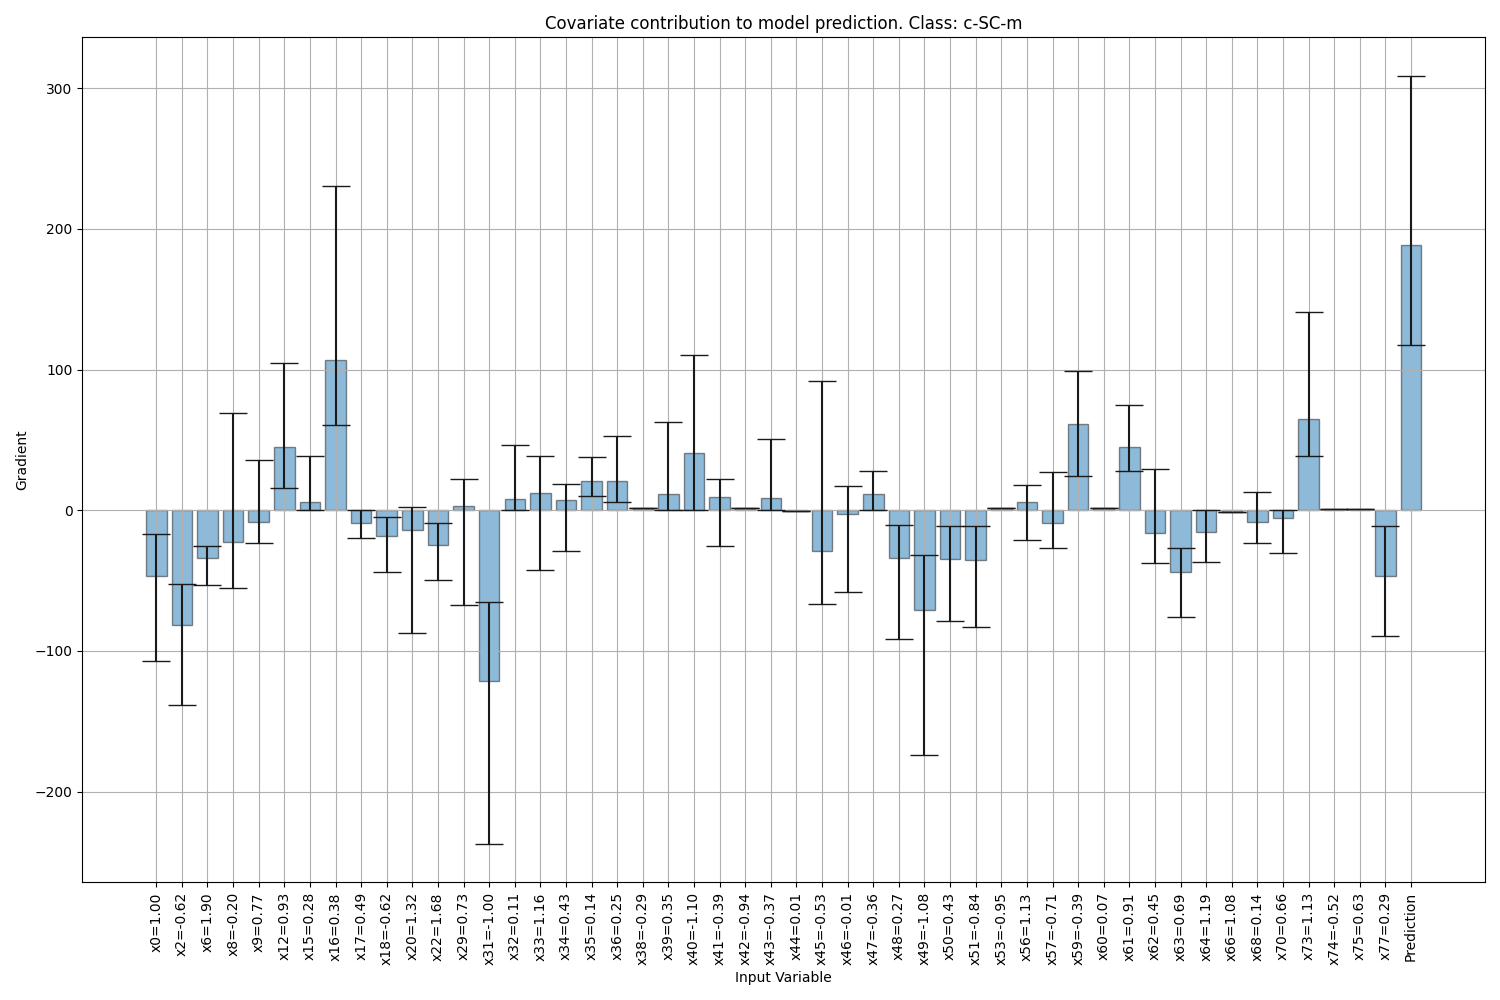 Covariate contribution to model prediction. Class: c-SC-m
300
200
100
0
−100
−200
Gradient
x0=1.00
x2=-0.62
x6=1.90
x8=-0.20
x9=0.77
x12=0.93
x15=0.28
x16=0.38
x17=0.49
x18=-0.62
x20=1.32
x22=1.68
x29=0.73
x31=-1.00
x32=0.11
x33=1.16
x34=0.43
x35=0.14
x36=0.25
x38=-0.29
x39=0.35
x40=-1.10
x41=-0.39
x42=-0.94
x43=-0.37
x44=0.01
x45=-0.53
x46=-0.01
x47=-0.36
x48=0.27
x49=-1.08
x50=0.43
x51=-0.84
x53=-0.95
x56=1.13
x57=-0.71
x59=-0.39
x60=0.07
x61=0.91
x62=0.45
x63=0.69
x64=1.19
x66=1.08
x68=0.14
x70=0.66
x73=1.13
x74=-0.52
x75=0.63
x77=0.29
Prediction
Input Variable